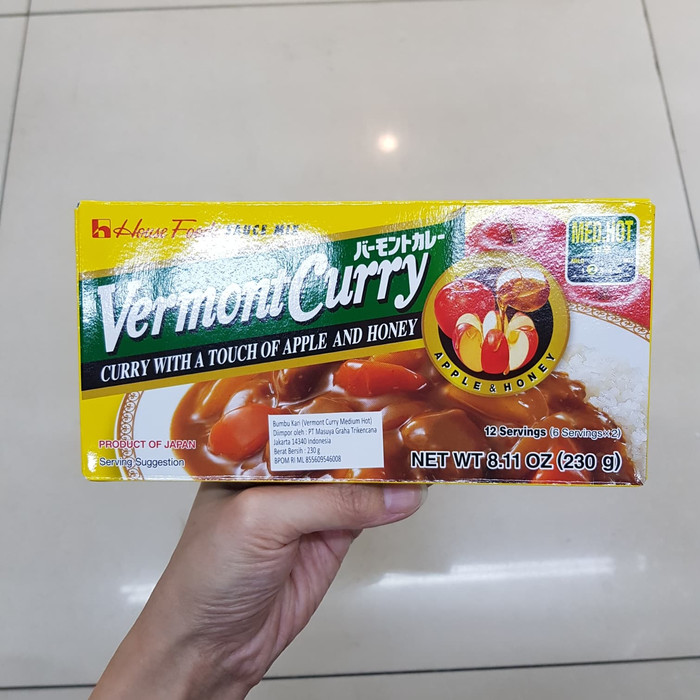 House Foods SAUCE MIX
バーモントカレー
Vermont Curry
CURRY WITH A TOUCH OF APPLE AND HONEY
MED.HOT
中辛
APPLE & HONEY
12 Servings (6 Servings×2)
NET WT 8.11 OZ (230 g)
PRODUCT OF JAPAN
Serving Suggestion
Bumbu Kari (Vermont Curry Medium Hot)
Diimpor oleh : PT Masuya Graha Trikencana
Jakarta 14340 indonesia
Berat Bersih : 230 g
BPOM RI ML 855609546008